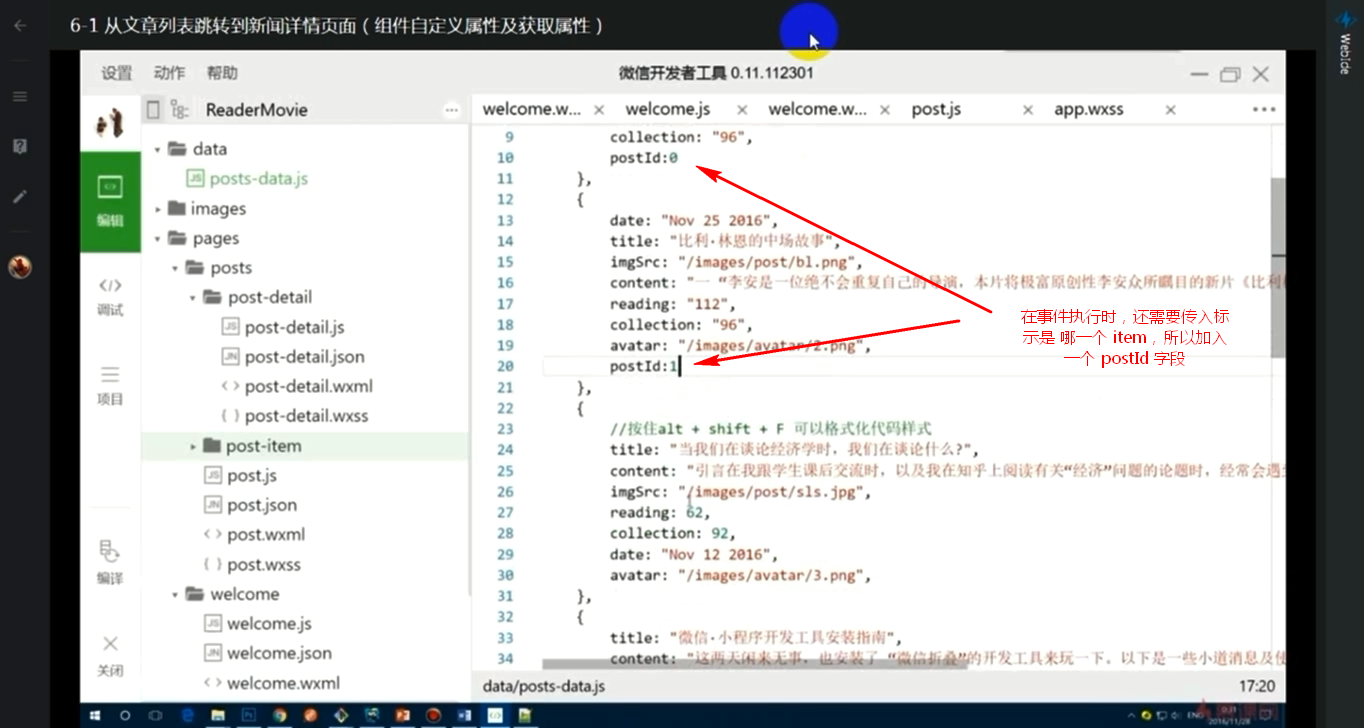 6-1 从文章列表跳转到新闻详情页面（组件自定义属性及获取属性）
WebIde
设置 动作 帮助
微信开发者工具 0.11.112301
ReaderMovie
welcome.w... welcome.js welcome.w... post.js app.wxss
编辑
调试
项目
编译
关闭
data
posts-data.js
images
pages
posts
post-detail
post-detail.js
post-detail.json
post-detail.wxml
post-detail.wxss
post-item
post.js
post.json
post.wxml
post.wxss
welcome
welcome.js
welcome.json
welcome.wxml
9 collection: "96",
10 postId:0
11 },
12 {
13 date: "Nov 25 2016",
14 title: "比利·林恩的中场故事",
15 imgSrc: "/images/post/bl.png",
16 content: "一 “李安是一位绝不会重复自己的导演，本片将极富原创性李安众所瞩目的新片《比利
17 reading: "112",
18 collection: "96",
19 avatar: "/images/avatar/2.png",
20 postId:1
21 },
22 {
23 //按住alt + shift + F 可以格式化代码样式
24 title: "当我们在谈论经济学时，我们在谈论什么?",
25 content: "引言在我跟学生课后交流时，以及我在知乎上阅读有关“经济”问题的论题时，经常会遇
26 imgSrc: "/images/post/sls.jpg",
27 reading: 62,
28 collection: 92,
29 date: "Nov 12 2016",
30 avatar: "/images/avatar/3.png",
31 },
32 {
33 title: "微信·小程序开发工具安装指南",
34 content: "这两天闲来无事，也安装了 “微信折叠”的开发工具来玩一下。以下是一些小道消息及
在事件执行时，还需要传入标
示是 哪一个 item，所以加入
一个 postId 字段
data/posts-data.js
17:20
ENG
2016/11/28